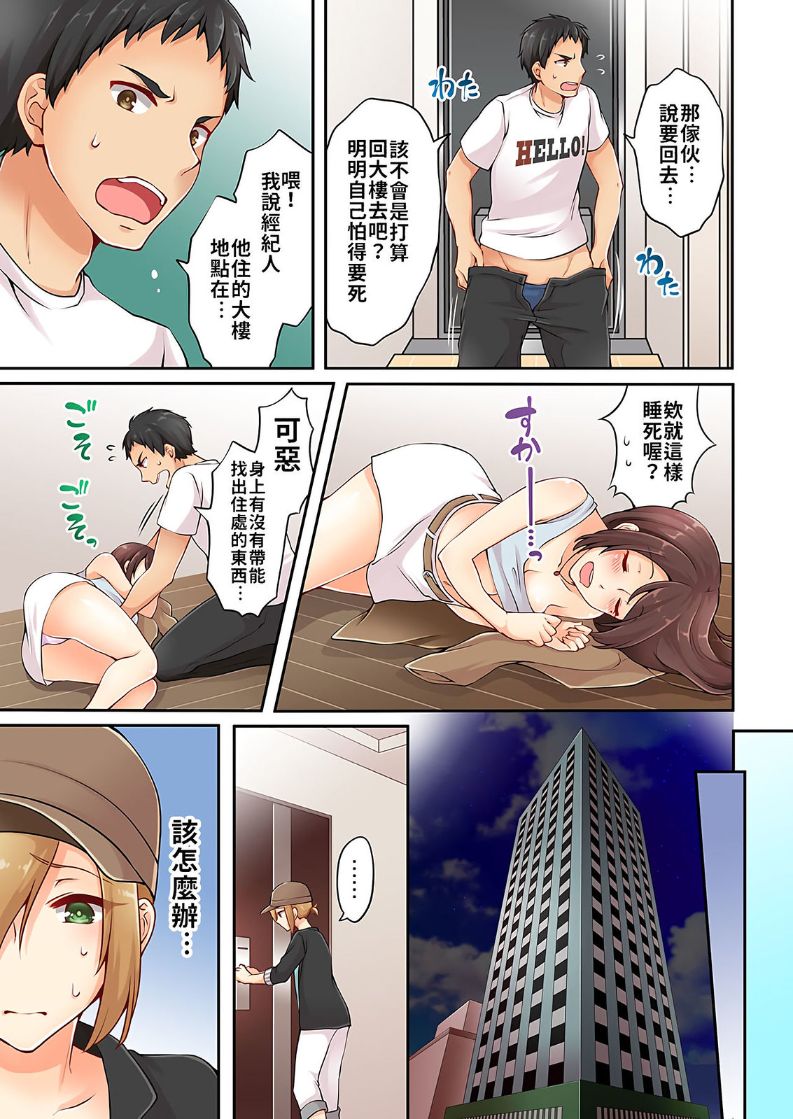 那傢伙…
說要回去…
わた
HELLO!
わた
該不會是打算
回大樓去吧？
明明自己怕得要死
喂！
我說經紀人
他住的大樓
地點在…
欸就這樣
睡死喔？
すかー—…っ
可惡
身上有沒有帶能
找出住處的東西…
ごそ
ごそっ
……
該怎麼辦…